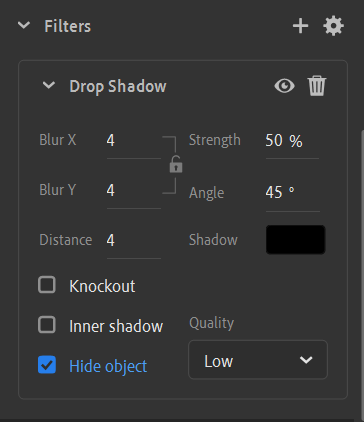 Filters
Drop Shadow
Blur X 4 Strength 50 %
Blur Y 4 Angle 45 °
Distance 4 Shadow
Knockout
Inner shadow Quality
Hide object Low